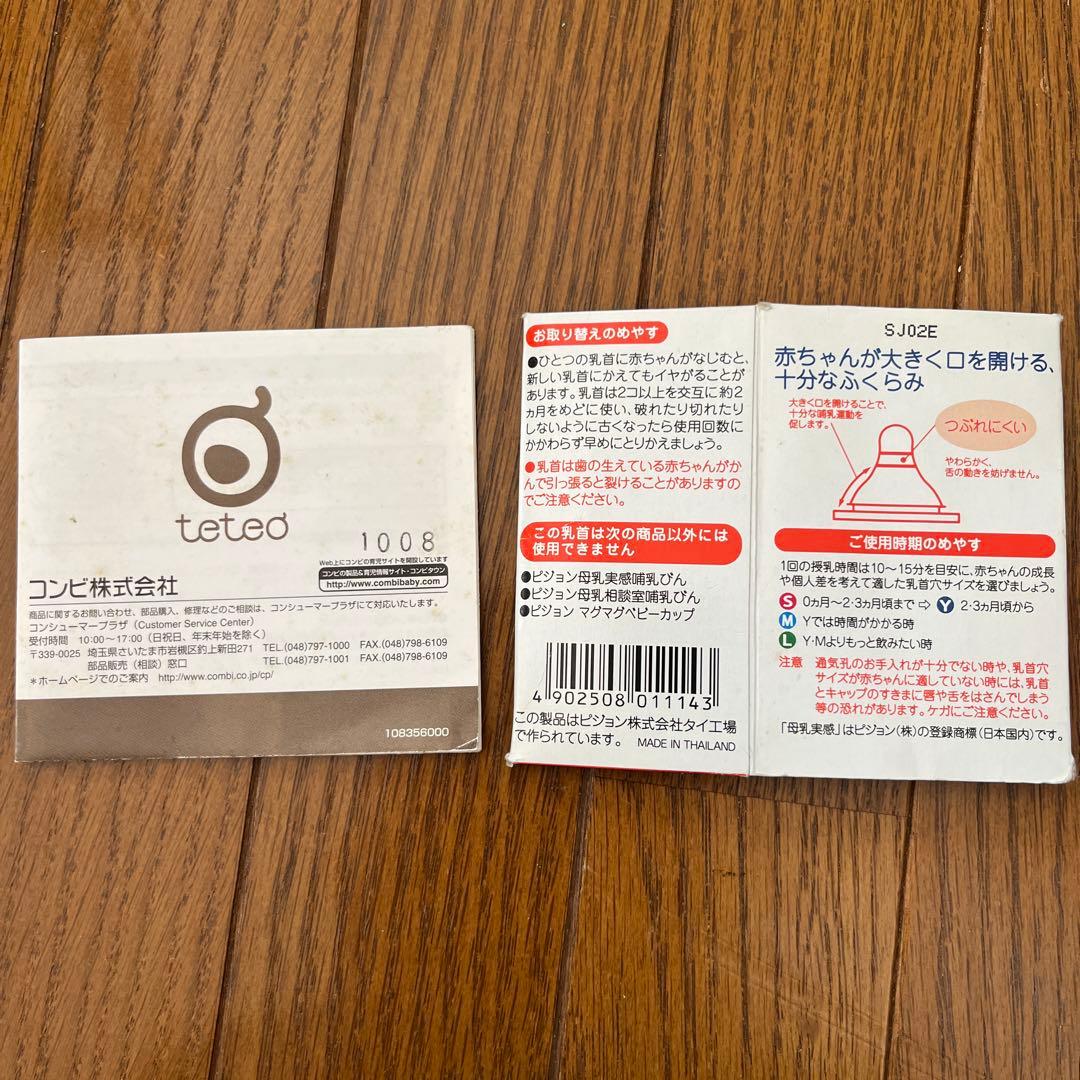 teteo
1008
Web上にコンビの育児サイトを開設しています
コンビの製品&育児情報サイト・コンビタウン
http://www.combibaby.com/
コンビ株式会社
商品に関するお問い合わせ、部品購入、修理などのご相談は、コンシューマープラザにて対応いたします。
コンシューマープラザ (Customer Service Center)
受付時間 10:00〜17:00 (日祝日、年末年始を除く)
〒339-0025 埼玉県さいたま市岩槻区釣上新田271 TEL.(048)797-1000 FAX.(048)798-6109
部品販売(相談)窓口 TEL.(048)797-1001 FAX.(048)798-6109
*ホームページでのご案内 http://www.combi.co.jp/cp/
108356000
お取り替えのめやす
●ひとつの乳首に赤ちゃんがなじむと、
新しい乳首にかえてもイヤがることが
あります。乳首は2コ以上を交互に約2
ヵ月をめどに使い、破れたり切れたり
しないように古くなったら使用回数に
かかわらず早めにとりかえましょう。
●乳首は歯の生えている赤ちゃんがか
んで引っ張ると裂けることがありますの
でご注意ください。
この乳首は次の商品以外には
使用できません
●ピジョン母乳実感哺乳びん
●ピジョン母乳相談室哺乳びん
●ピジョン マグマグベビーカップ
4 902508 011143
この製品はピジョン株式会社タイ工場
で作られています。 MADE IN THAILAND
SJ02E
赤ちゃんが大きく口を開ける、
十分なふくらみ
大きく口を開けることで、
十分な哺乳運動を
促します。
つぶれにくい
やわらかく、
舌の動きを妨げません。
ご使用時期のめやす
1回の授乳時間は10〜15分を目安に、赤ちゃんの成長
や個人差を考えて適した乳首穴サイズを選びましょう。
S 0ヵ月〜2・3ヵ月頃まで ⇨ Y 2・3ヵ月頃から
M Yでは時間がかかる時
L Y・Mよりもっと飲みたい時
注意 通気孔のお手入れが十分でない時や、乳首穴
サイズが赤ちゃんに適していない時には、乳首
とキャップのすきまに唇や舌をはさんでしまう
等の恐れがあります。ケガにご注意ください。
「母乳実感」はピジョン(株)の登録商標(日本国内)です。